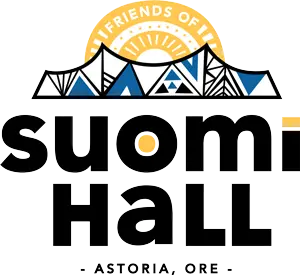 FRIENDS OF
SUOMI
HALL
- ASTORIA, ORE -